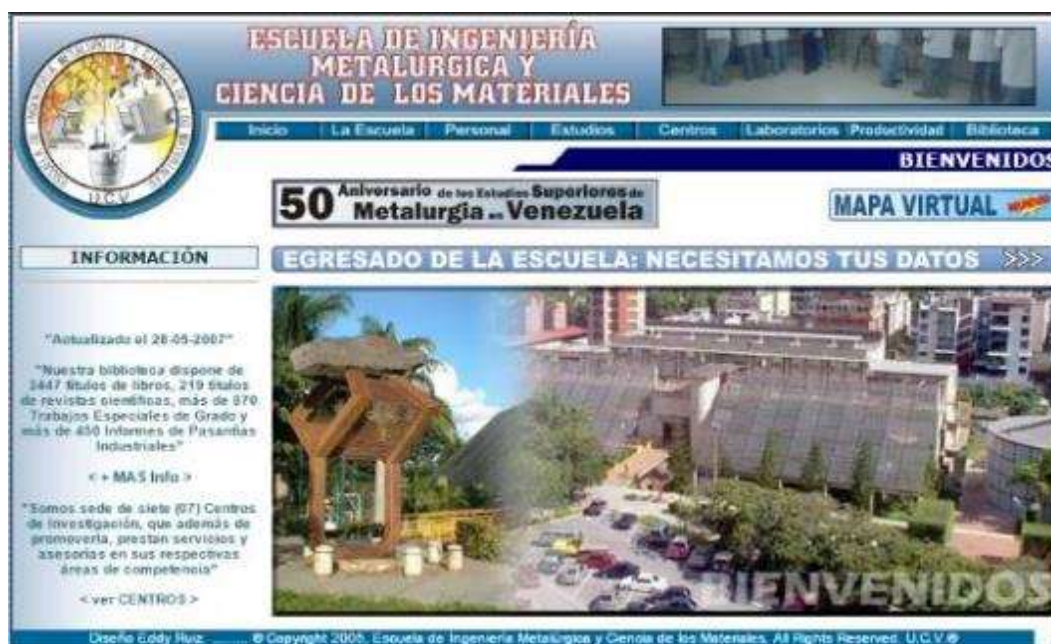 ESCUELA DE INGENIERÍA
METALURGICA Y
CIENCIA DE LOS MATERIALES
U.C.V
Inicio La Escuela Personal Estudios Centros Laboratorios Productividad Biblioteca
BIENVENIDOS
50 Aniversario de los Estudios Superiores de
Metalurgia en Venezuela
MAPA VIRTUAL
INFORMACIÓN
EGRESADO DE LA ESCUELA: NECESITAMOS TUS DATOS >>>
"Actualizado el 28-05-2007"
"Nuestra biblioteca dispone de
3447 títulos de libros, 219 títulos
de revistas científicas, más de 870
Trabajos Especiales de Grado y
más de 450 Informes de Pasantías
Industriales"
< + MAS Info >
"Somos sede de siete (07) Centros
de Investigación, que además de
promoverla, prestan servicios y
asesorías en sus respectivas
áreas de competencia"
< ver CENTROS >
BIENVENIDOS
Diseño Eddy Ruiz ......... © Copyright 2005, Escuela de Ingeniería Metalúrgica y Ciencia de los Materiales, All Rights Reserved. U.C.V.®